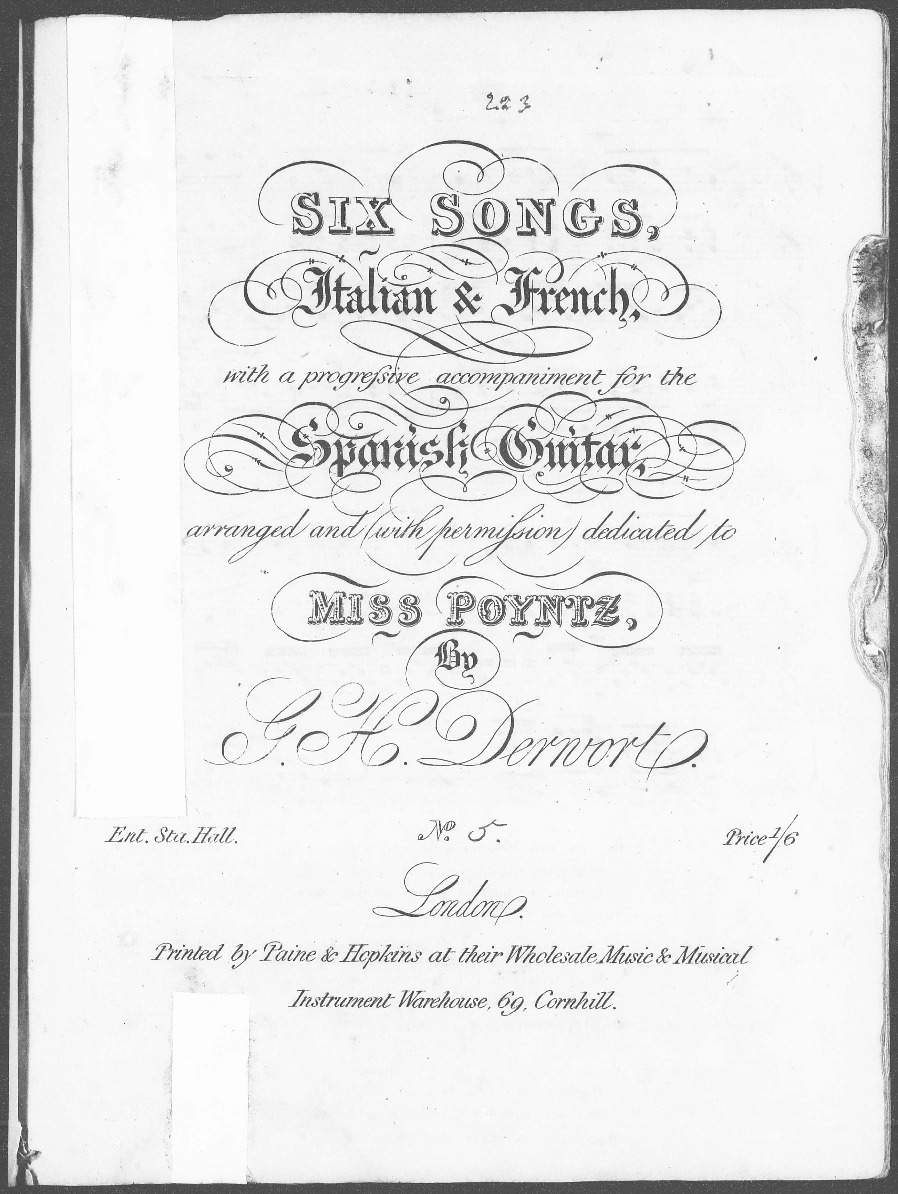 223
SIX SONGS,
Italian & French,
with a progreſsive accompaniment for the
Spanish Guitar,
arranged and (with permiſsion) dedicated to
MISS POYNTZ,
By
G. H. Derwort.
Ent. Sta. Hall. No. 5. Price 1/6
London.
Printed by Paine & Hopkins at their Wholesale Music & Musical
Instrument Warehouse, 69, Cornhill.